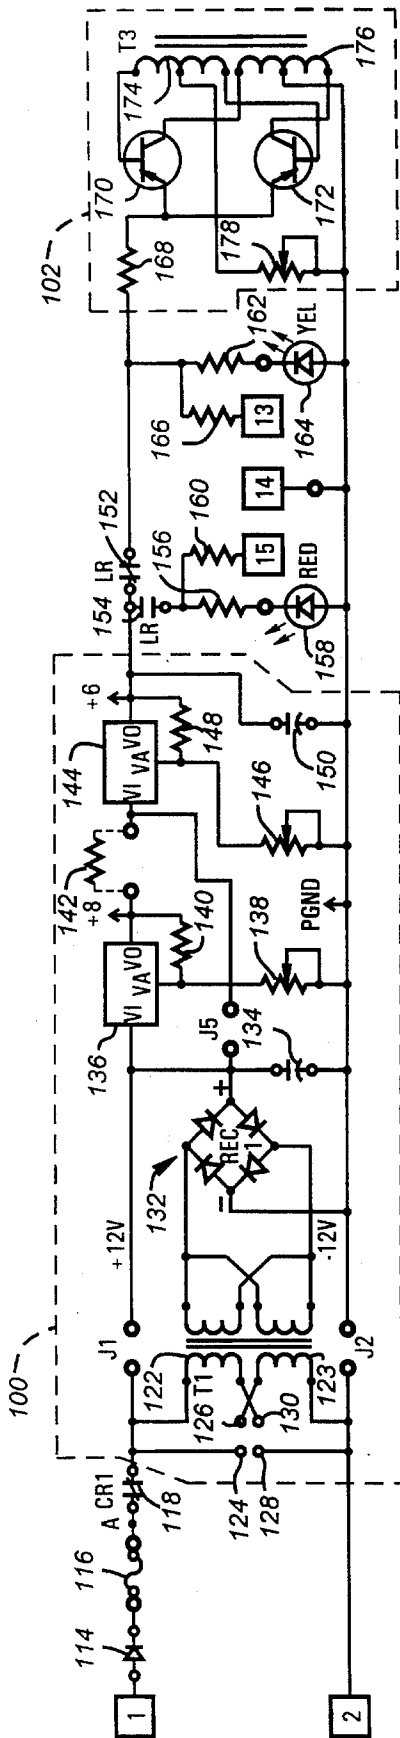 1
2
114
116
A
CR1
118
100
J1
122
T1
126
124
128
130
123
J2
+12V
-12V
132
REC
1
+
−
J5
134
136
VI
VO
VA
+8
140
138
142
PGND
144
VI
VO
VA
+6
148
146
150
154
LR
152
LR
156
160
15
RED
158
14
166
13
162
YEL
164
102
168
170
172
174
176
178
T3